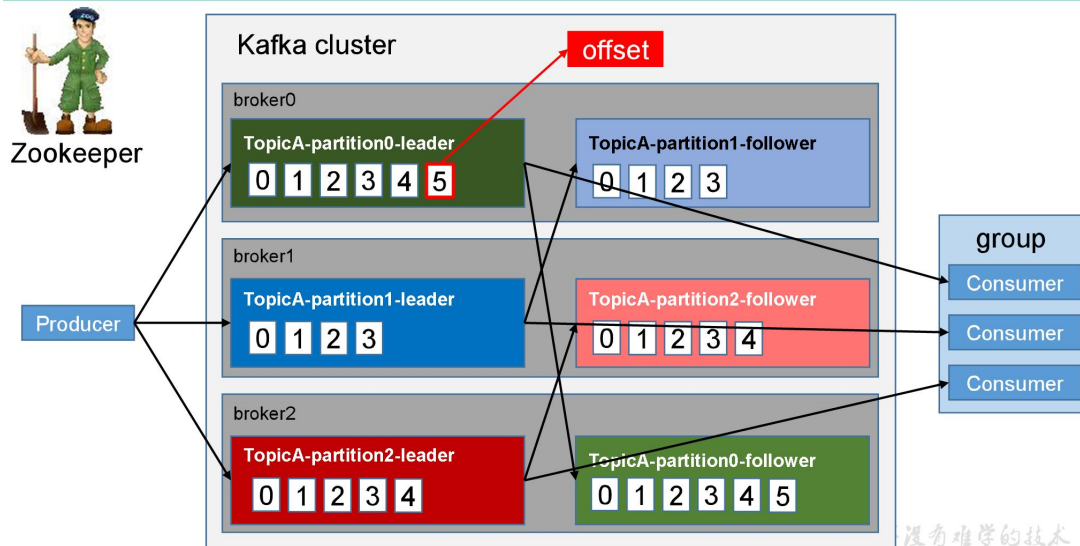 Zookeeper
Kafka cluster
offset
broker0
TopicA-partition0-leader
0 1 2 3 4 5
TopicA-partition1-follower
0 1 2 3
broker1
TopicA-partition1-leader
0 1 2 3
TopicA-partition2-follower
0 1 2 3 4
broker2
TopicA-partition2-leader
0 1 2 3 4
TopicA-partition0-follower
0 1 2 3 4 5
Producer
group
Consumer
Consumer
Consumer
没有难学的技术